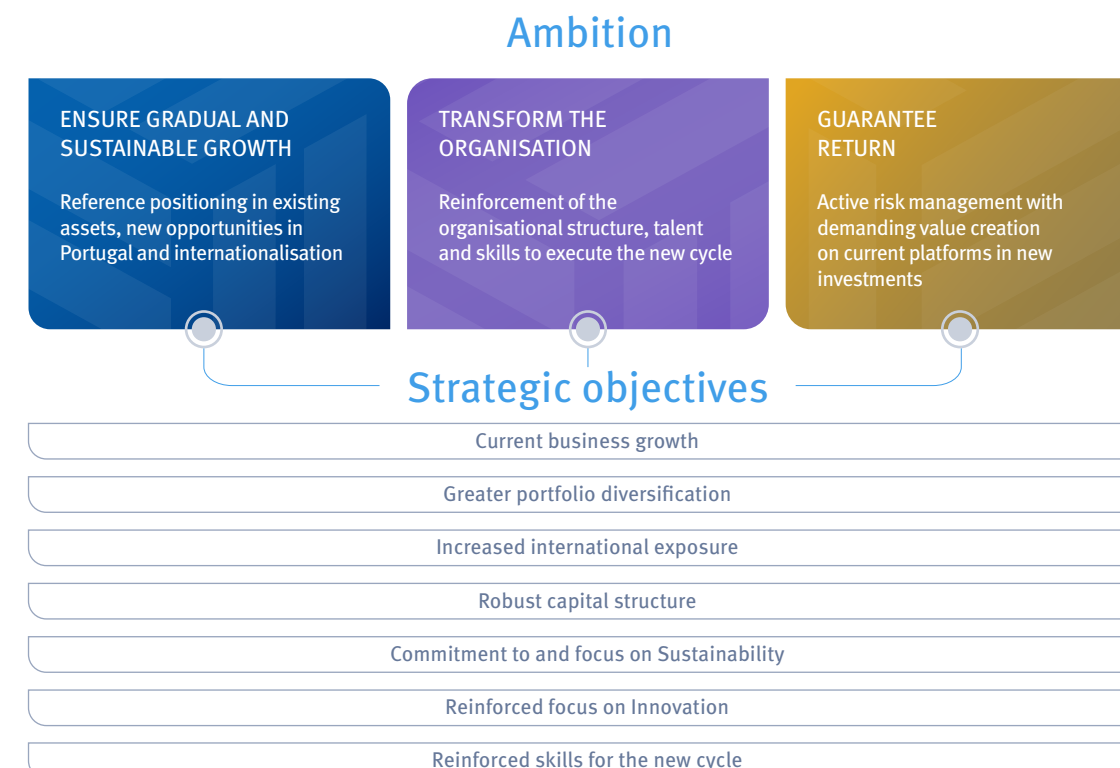 Ambition
ENSURE GRADUAL AND
SUSTAINABLE GROWTH
Reference positioning in existing
assets, new opportunities in
Portugal and internationalisation
TRANSFORM THE
ORGANISATION
Reinforcement of the
organisational structure, talent
and skills to execute the new cycle
GUARANTEE
RETURN
Active risk management with
demanding value creation
on current platforms in new
investments
Strategic objectives
Current business growth
Greater portfolio diversification
Increased international exposure
Robust capital structure
Commitment to and focus on Sustainability
Reinforced focus on Innovation
Reinforced skills for the new cycle